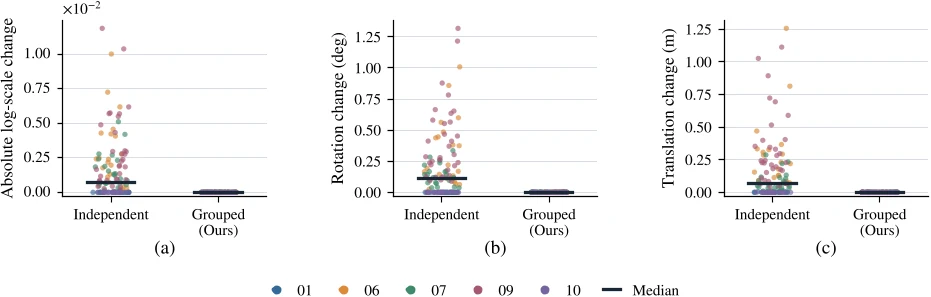 ×10⁻²
Absolute log-scale change
1.00
0.75
0.50
0.25
0.00
Independent
Grouped
(Ours)
(a)
Rotation change (deg)
1.25
1.00
0.75
0.50
0.25
0.00
Independent
Grouped
(Ours)
(b)
Translation change (m)
1.25
1.00
0.75
0.50
0.25
0.00
Independent
Grouped
(Ours)
(c)
01 06 07 09 10 Median